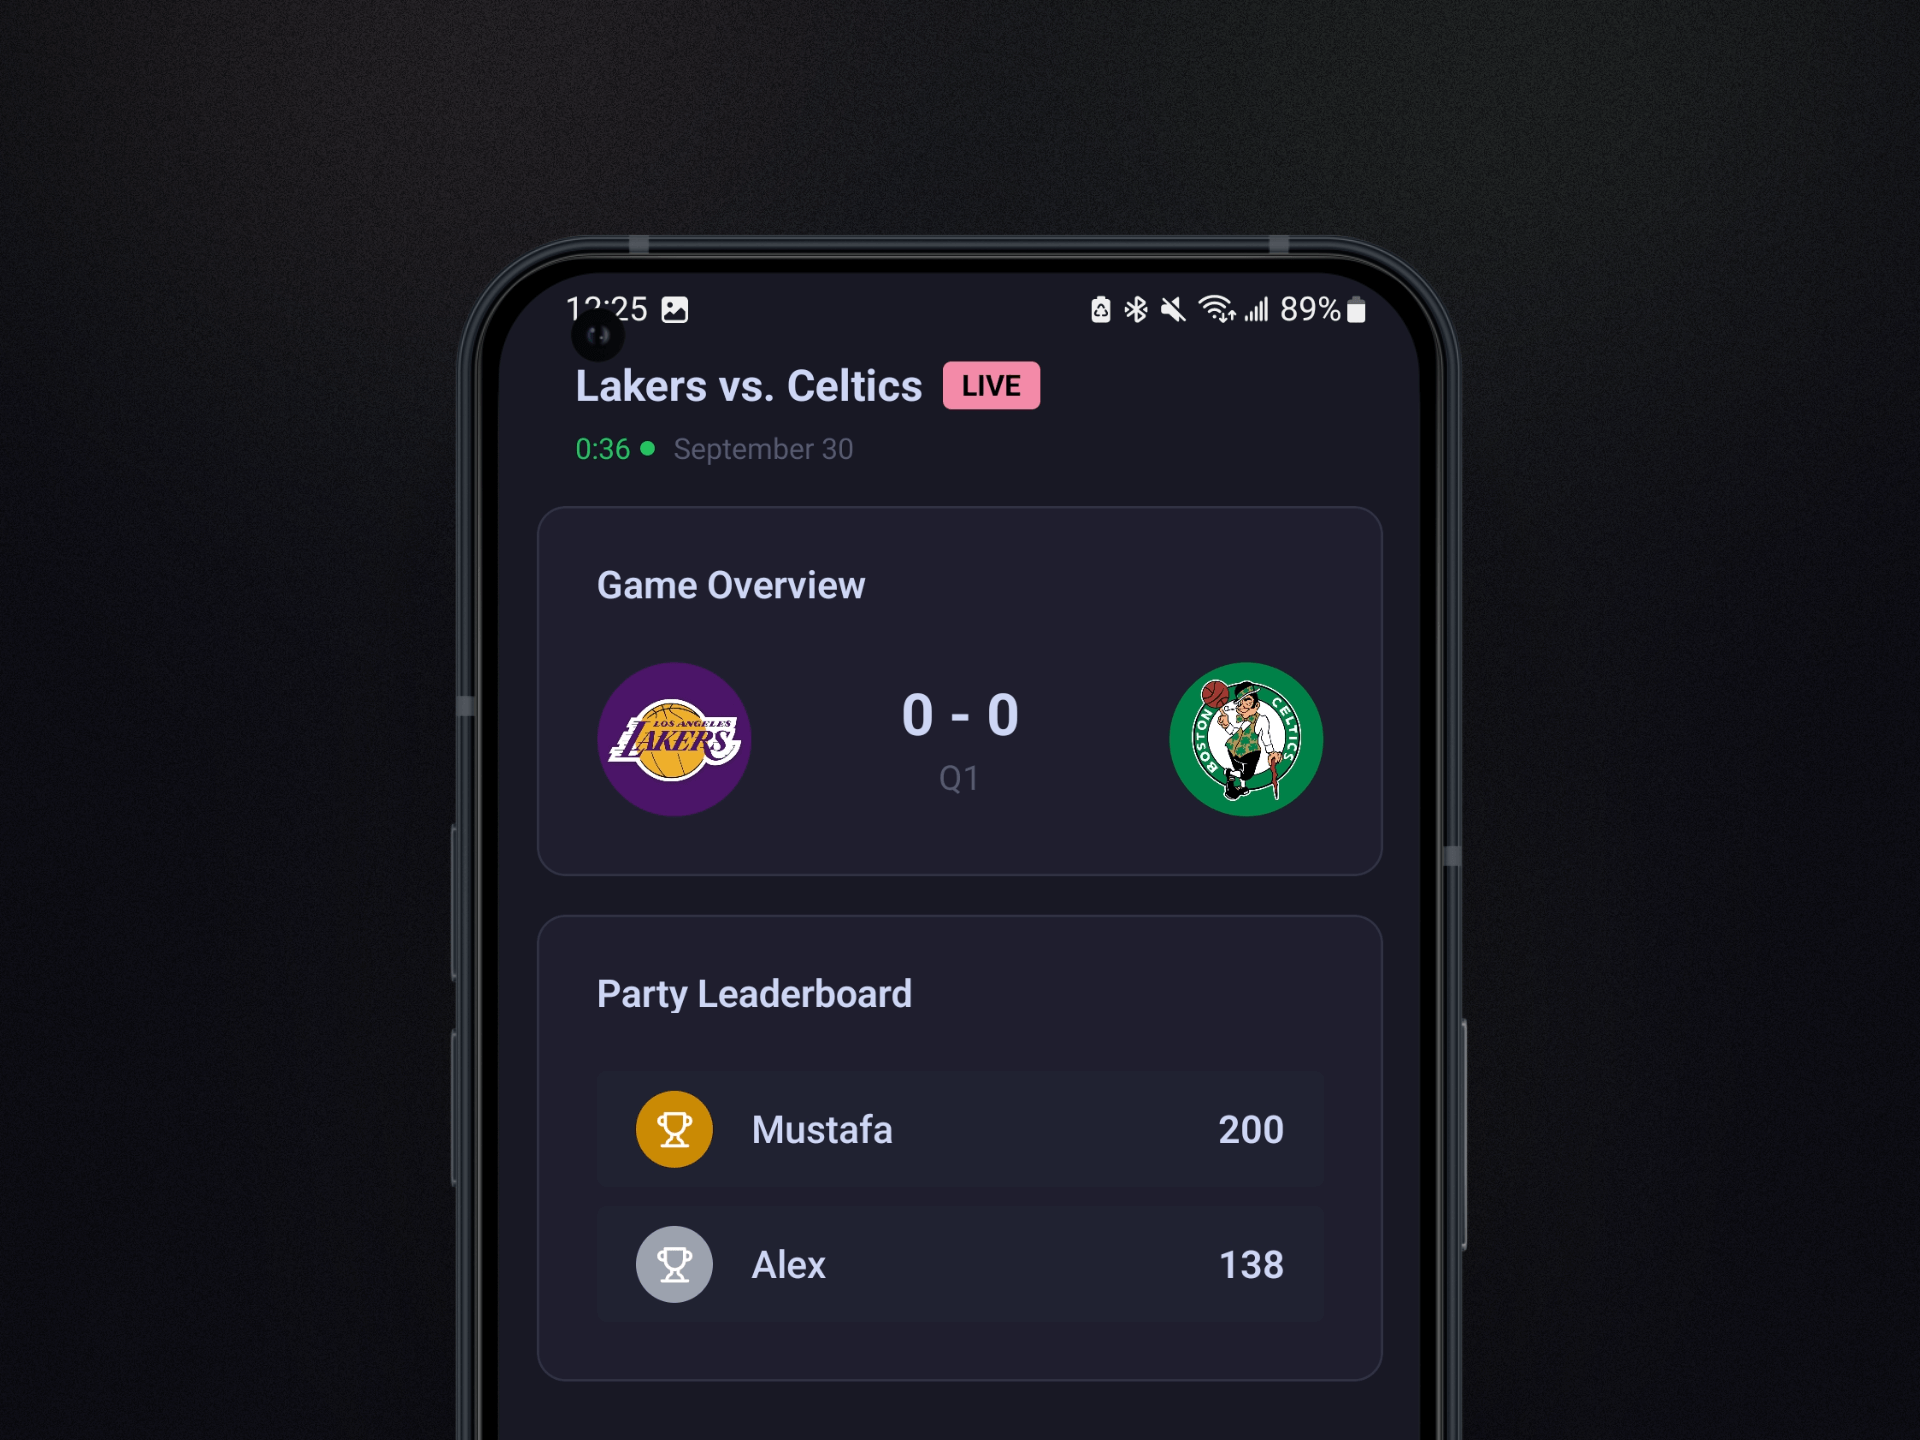 12:25 89%
Lakers vs. Celtics LIVE
0:36 September 30
Game Overview
LOS ANGELES
LAKERS
0 - 0
Q1
BOSTON CELTICS
Party Leaderboard
Mustafa 200
Alex 138